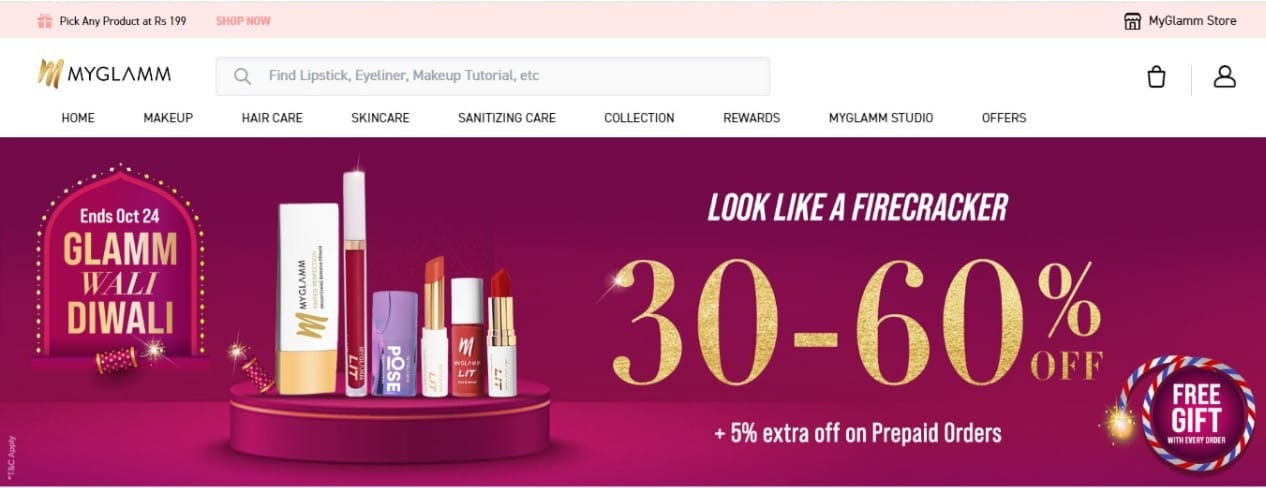 Pick Any Product at Rs 199 SHOP NOW
MyGlamm Store
MYGLAMM
Find Lipstick, Eyeliner, Makeup Tutorial, etc
HOME MAKEUP HAIR CARE SKINCARE SANITIZING CARE COLLECTION REWARDS MYGLAMM STUDIO OFFERS
Ends Oct 24
GLAMM
WALI
DIWALI
MYGLAMM
MYGLAMM
LIT
POSE
LIT
MYGLAMM
LIT
LIT
LOOK LIKE A FIRECRACKER
30-60%
OFF
+ 5% extra off on Prepaid Orders
FREE
GIFT
WITH EVERY ORDER
*T&C Apply